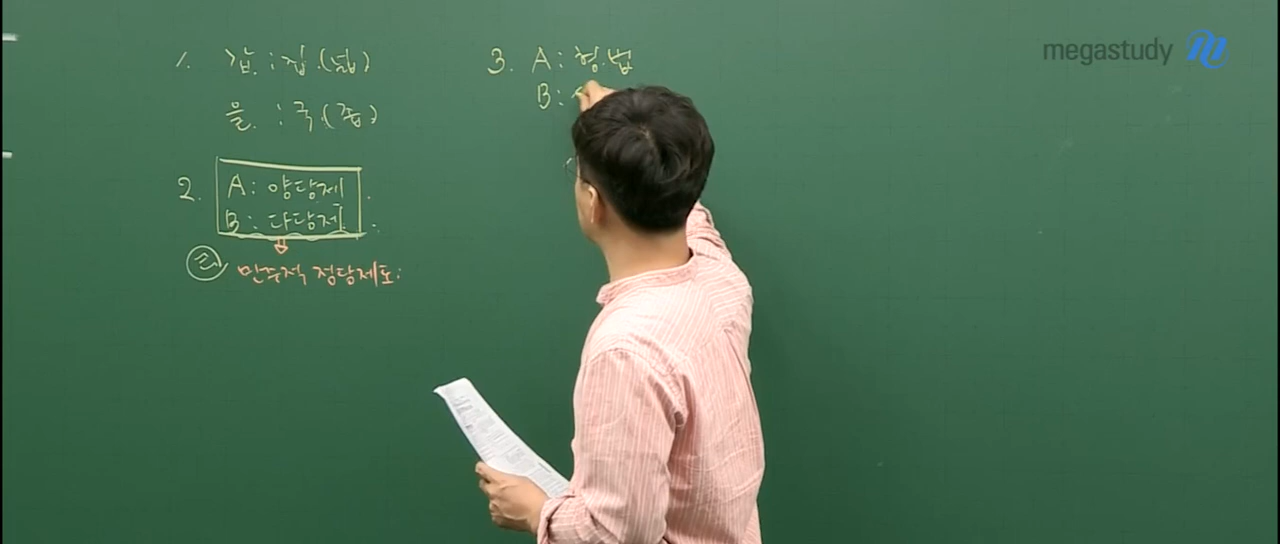 megastudy
1. 갑 : 집.(넓)
을 : 국.(좁)
2. A : 양당제
B : 다당제
ㄹ) 민주적 정당제도
3. A : 형법
B :